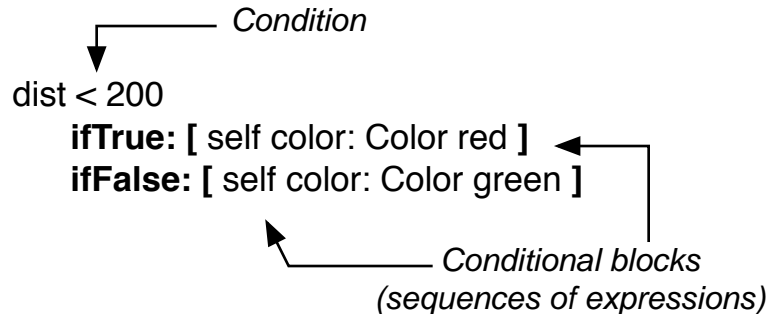 Condition
dist < 200
ifTrue: [ self color: Color red ]
ifFalse: [ self color: Color green ]
Conditional blocks
(sequences of expressions)